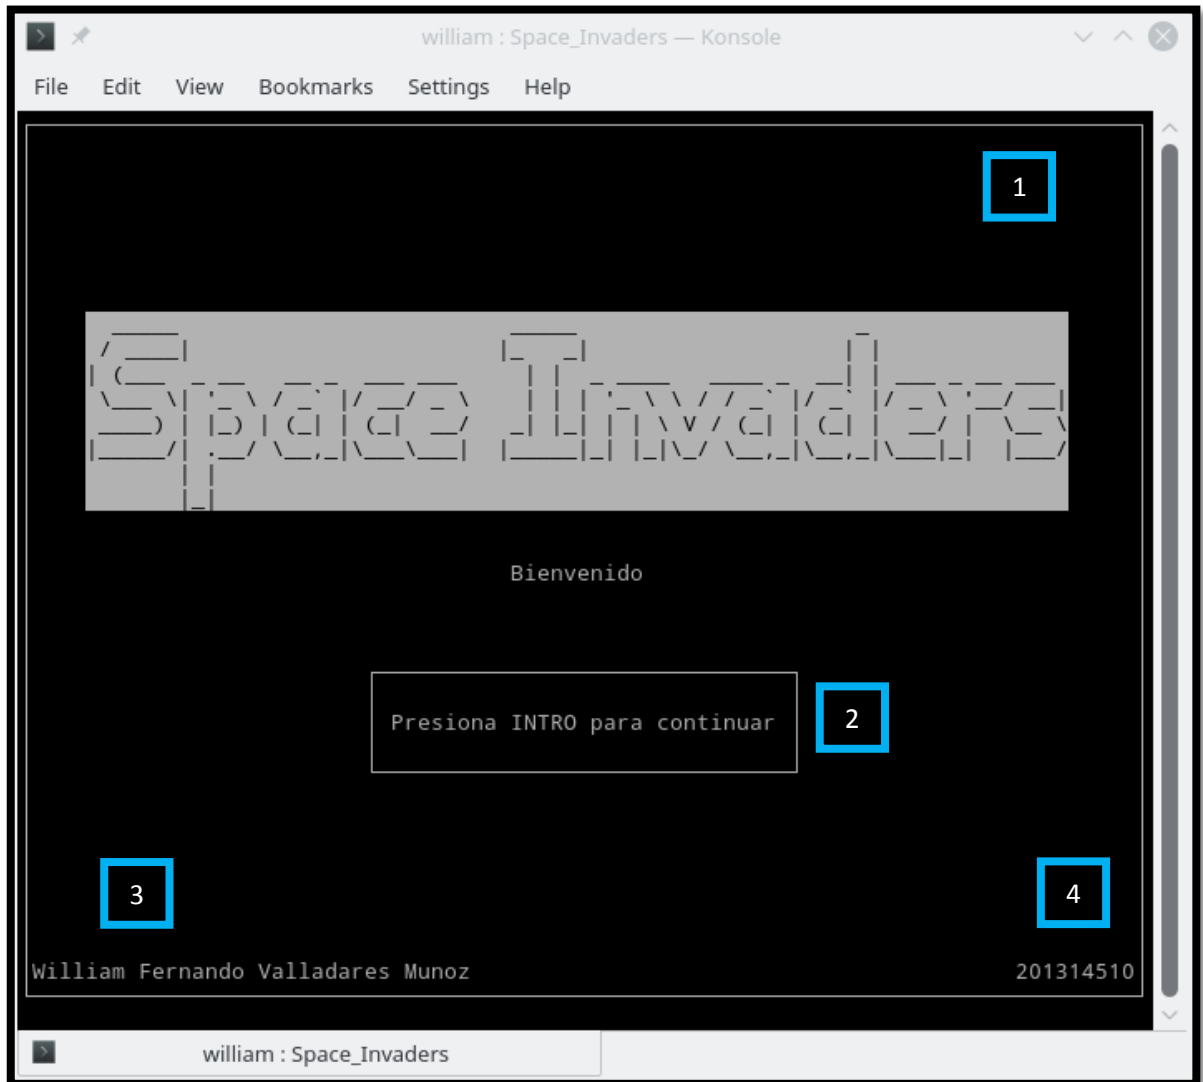 william : Space_Invaders — Konsole
File Edit View Bookmarks Settings Help
1
Space Invaders
Bienvenido
Presiona INTRO para continuar
2
3
4
William Fernando Valladares Munoz
201314510
william : Space_Invaders